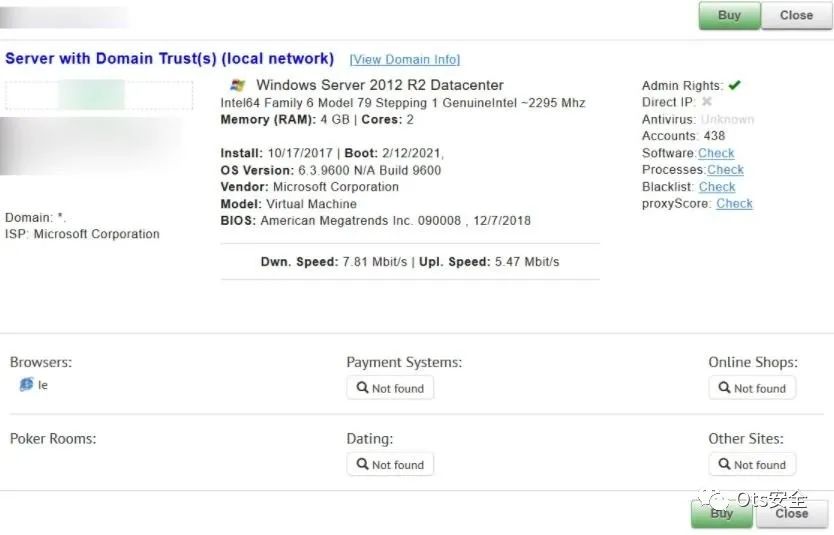 Buy Close
Server with Domain Trust(s) (local network) [View Domain Info]
Windows Server 2012 R2 Datacenter
Intel64 Family 6 Model 79 Stepping 1 GenuineIntel ~2295 Mhz
Memory (RAM): 4 GB | Cores: 2
Install: 10/17/2017 | Boot: 2/12/2021,
OS Version: 6.3.9600 N/A Build 9600
Vendor: Microsoft Corporation
Model: Virtual Machine
BIOS: American Megatrends Inc. 090008 , 12/7/2018
Dwn. Speed: 7.81 Mbit/s | Upl. Speed: 5.47 Mbit/s
Domain: *.
ISP: Microsoft Corporation
Admin Rights: ✔
Direct IP: ✖
Antivirus: Unknown
Accounts: 438
Software: Check
Processes: Check
Blacklist: Check
proxyScore: Check
Browsers:
Ie
Payment Systems:
Not found
Online Shops:
Not found
Poker Rooms:
Dating:
Not found
Other Sites:
Not found
Buy Close
Ots安全